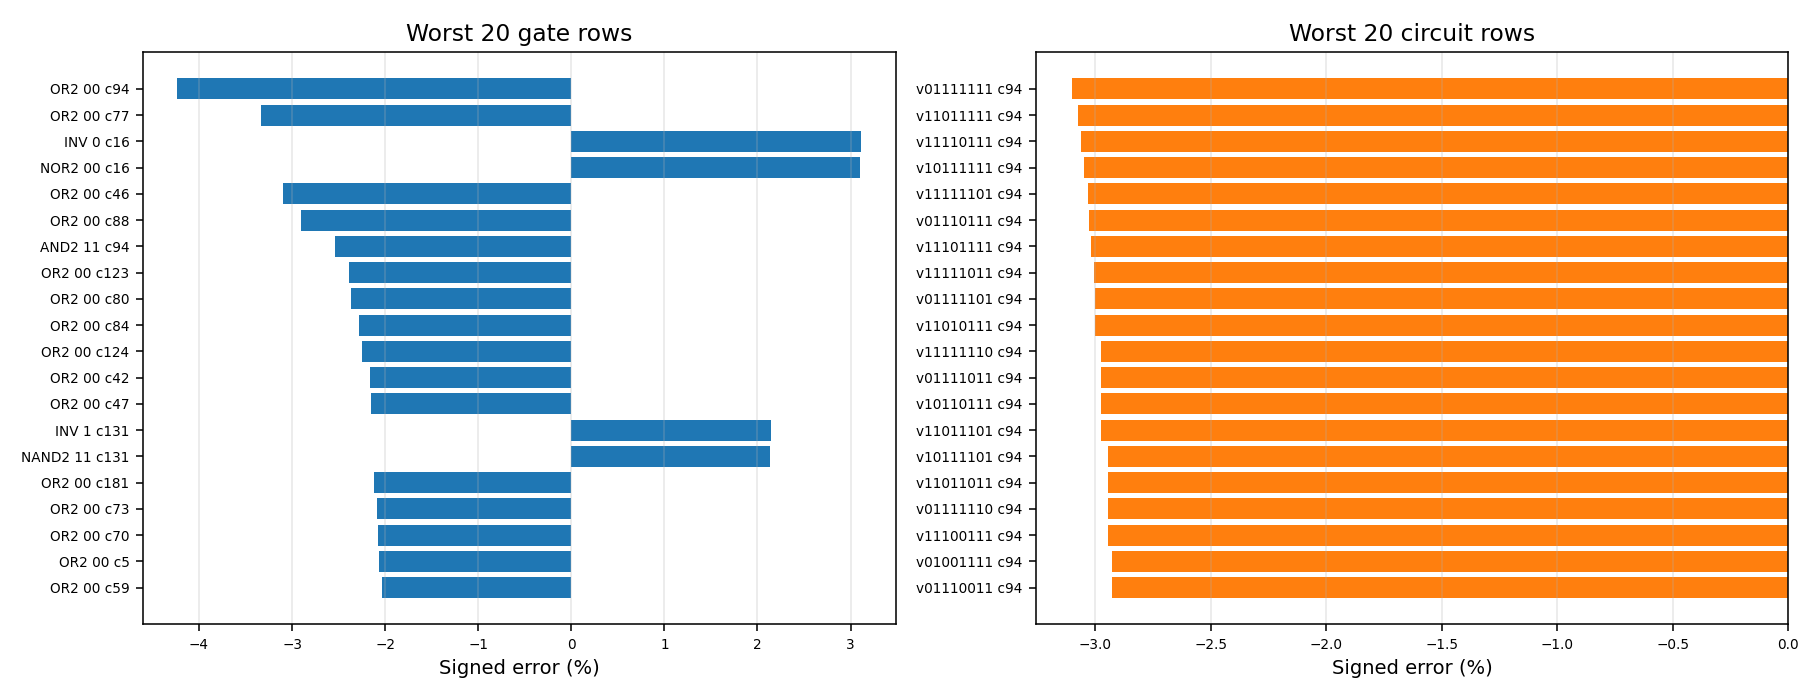 Worst 20 gate rows
OR2 00 c94
OR2 00 c77
INV 0 c16
NOR2 00 c16
OR2 00 c46
OR2 00 c88
AND2 11 c94
OR2 00 c123
OR2 00 c80
OR2 00 c84
OR2 00 c124
OR2 00 c42
OR2 00 c47
INV 1 c131
NAND2 11 c131
OR2 00 c181
OR2 00 c73
OR2 00 c70
OR2 00 c5
OR2 00 c59
−4 −3 −2 −1 0 1 2 3
Signed error (%)
Worst 20 circuit rows
v01111111 c94
v11011111 c94
v11110111 c94
v10111111 c94
v11111101 c94
v01110111 c94
v11101111 c94
v11111011 c94
v01111101 c94
v11010111 c94
v11111110 c94
v01111011 c94
v10110111 c94
v11011101 c94
v10111101 c94
v11011011 c94
v01111110 c94
v11100111 c94
v01001111 c94
v01110011 c94
−3.0 −2.5 −2.0 −1.5 −1.0 −0.5 0.0
Signed error (%)